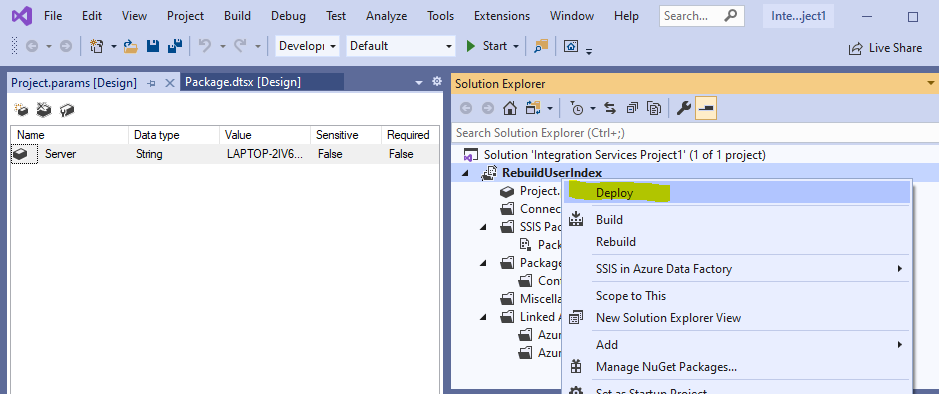 File Edit View Project Build Debug Test Azure Tools Extensions Window Help Search... Inte...ject1
Developı Default Start Live Share
Project.params [Design] Package.dtsx [Design]
Name Data type Value Sensitive Required
Server String LAPTOP-2IV6... False False
Solution Explorer
Search Solution Explorer (Ctrl+;)
Solution 'Integration Services Project1' (1 of 1 project)
RebuildUserIndex
Project.
Connec
SSIS Pac
Pack
Package
Con
Miscella
Linked A
Azur
Azur
Deploy
Build
Rebuild
SSIS in Azure Data Factory
Scope to This
New Solution Explorer View
Add
Manage NuGet Packages...
Set as Startup Project